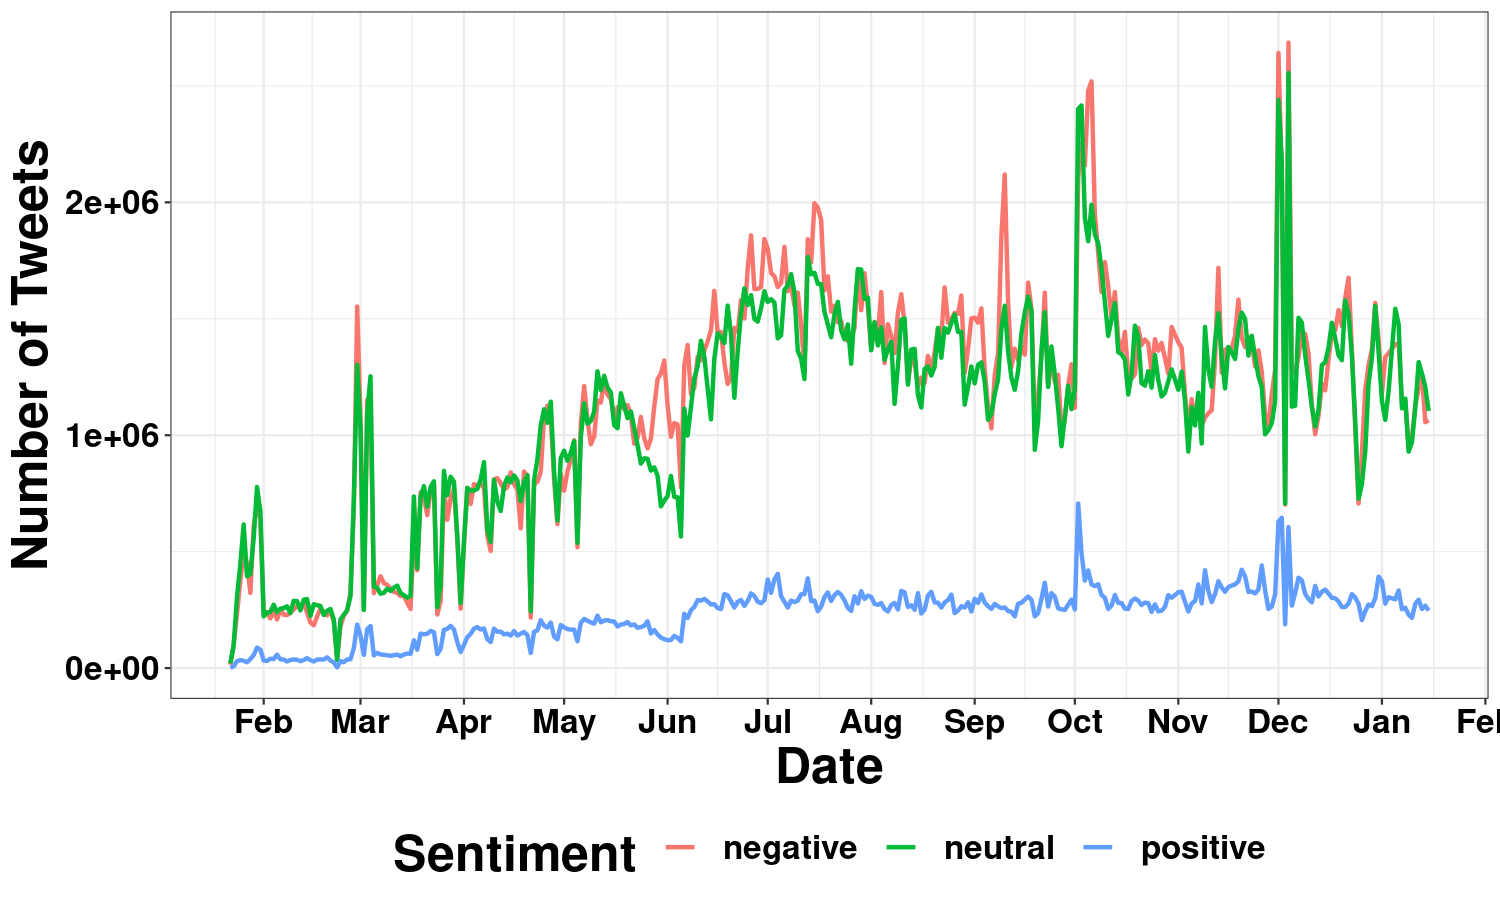 Number of Tweets
2e+06
1e+06
0e+00
Feb Mar Apr May Jun Jul Aug Sep Oct Nov Dec Jan Fel
Date
Sentiment negative neutral positive